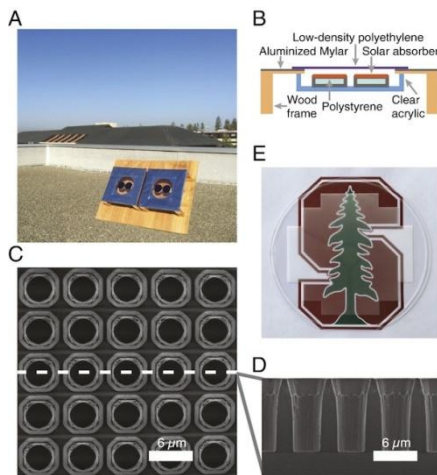 A
B
Low-density polyethylene
Aluminized Mylar Solar absorber
Wood frame
Polystyrene
Clear acrylic
E
C
6 μm
D
6 μm